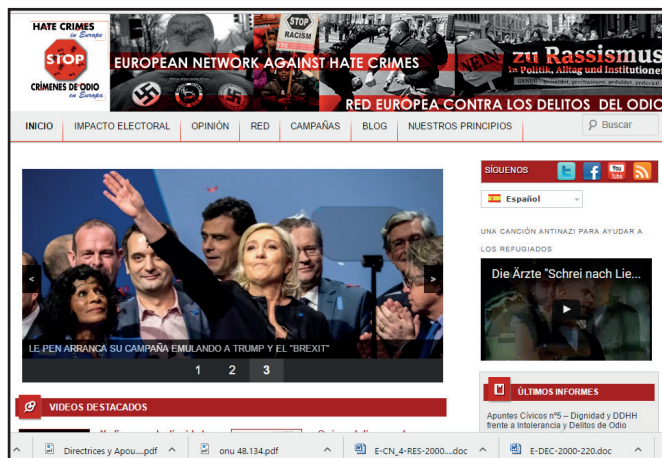 HATE CRIMES
in Europe
STOP
CRÍMENES DE ODIO
en Europa
STOP
RACISM
EUROPEAN NETWORK AGAINST HATE CRIMES
NEIN
zu Rassismus
in Politik, Alltag und Institutionen
RED EUROPEA CONTRA LOS DELITOS DEL ODIO
INICIO
IMPACTO ELECTORAL
OPINIÓN
RED
CAMPAÑAS
BLOG
NUESTROS PRINCIPIOS
Buscar
<
>
LE PEN ARRANCA SU CAMPAÑA EMULANDO A TRUMP Y EL "BREXIT"
1 2 3
VIDEOS DESTACADOS
SÍGUENOS
You
Tube
Español
UNA CANCIÓN ANTINAZI PARA AYUDAR A
LOS REFUGIADOS
Die Ärzte "Schrei nach Lie...
ÚLTIMOS INFORMES
Apuntes Cívicos nº5 – Dignidad y DDHH
frente a Intolerancia y Delitos de Odio
Directrices y Apou....pdf
onu 48.134.pdf
E-CN_4-RES-2000....doc
E-DEC-2000-220.doc